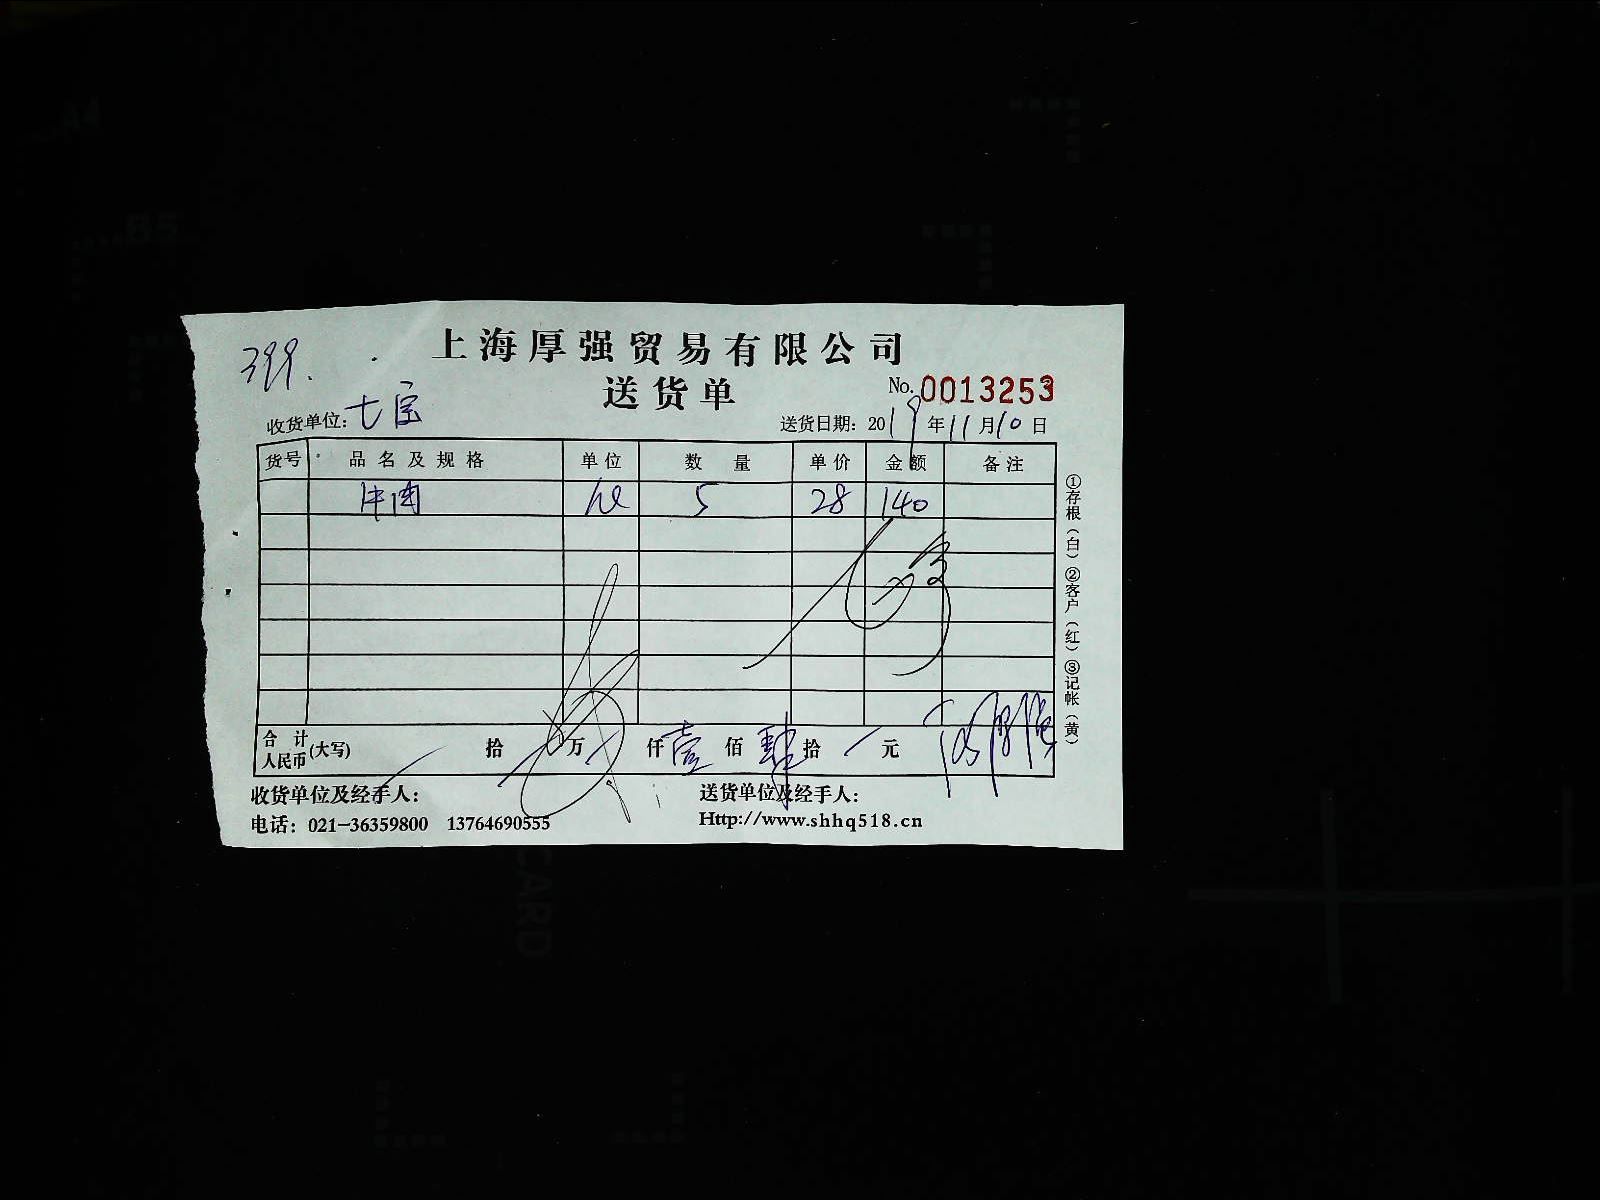 上海厚强贸易有限公司
399.
送货单
No.0013253
收货单位：七宝
送货日期：2019年11月10日
货号 品名及规格 单位 数量 单价 金额 备注
牛肉 5 28 140
合计人民币(大写) 拾 万 仟 壹 佰 肆 拾 元
收货单位及经手人：
送货单位及经手人：
电话：021-36359800 13764690555
Http://www.shhq518.cn
①存根（白）②客户（红）③记帐（黄）
CARD
B5